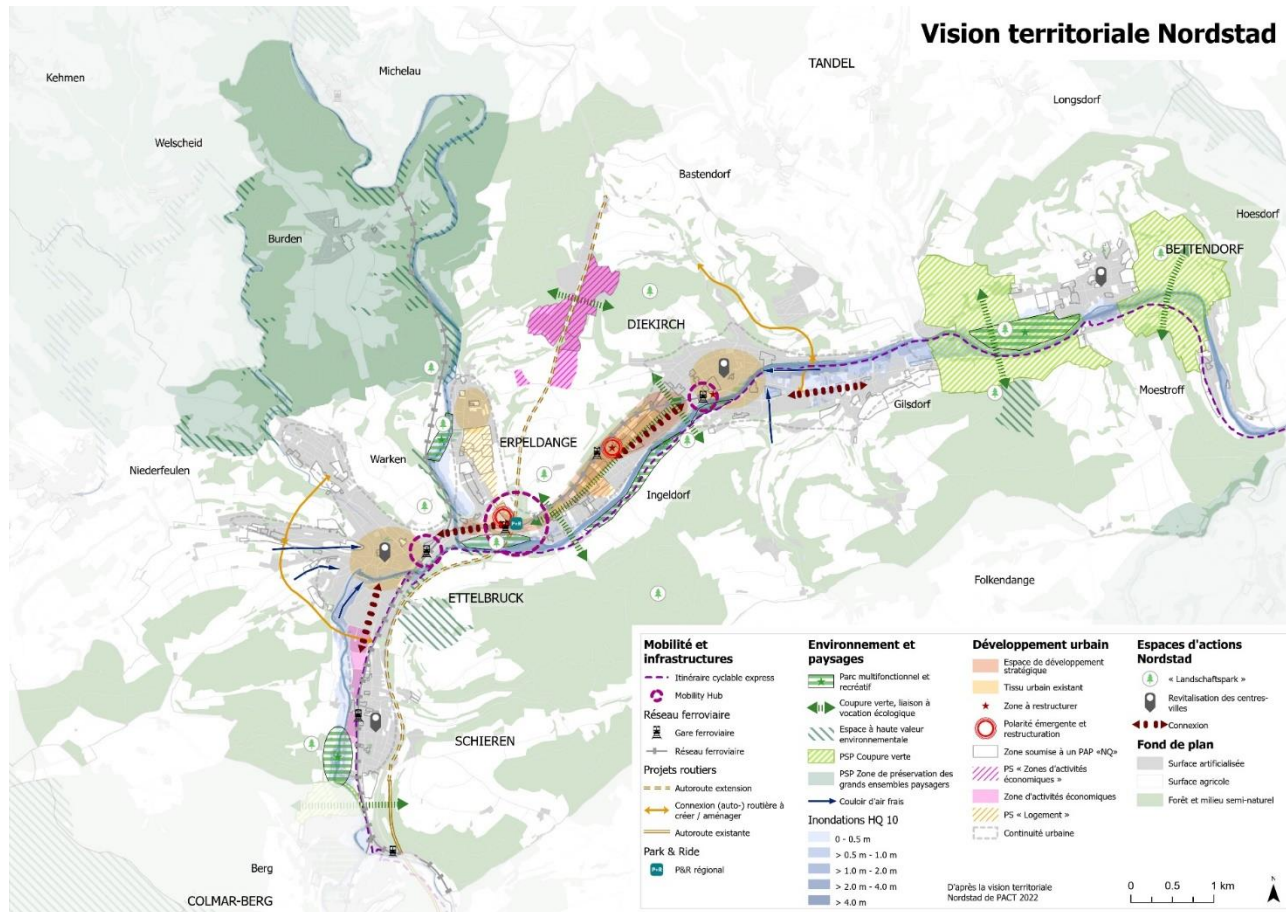 Vision territoriale Nordstad
TANDEL
Kehmen
Michelau
Longsdorf
Welscheid
Bastendorf
Hoesdorf
Burden
BETTENDORF
DIEKIRCH
Moestroff
Gilsdorf
ERPELDANGE
Warken
Niederfeulen
Ingeldorf
P+R
Folkendange
ETTELBRUCK
SCHIEREN
Berg
COLMAR-BERG
Mobilité et
infrastructures
Itinéraire cyclable express
Mobility Hub
Réseau ferroviaire
Gare ferroviaire
Réseau ferroviaire
Projets routiers
Autoroute extension
Connexion (auto-) routière à
créer / aménager
Autoroute existante
Park & Ride
P+R
P&R régional
Environnement et
paysages
Parc multifonctionnel et
recréatif
Coupure verte, liaison à
vocation écologique
Espace à haute valeur
environnementale
PSP Coupure verte
PSP Zone de préservation des
grands ensembles paysagers
Couloir d'air frais
Inondations HQ 10
0 - 0.5 m
> 0.5 m - 1.0 m
> 1.0 m - 2.0 m
> 2.0 m - 4.0 m
> 4.0 m
Développement urbain
Espace de développement
stratégique
Tissu urbain existant
Zone à restructurer
Polarité émergente et
restructuration
Zone soumise à un PAP «NQ»
PS « Zones d'activités
économiques »
Zone d'activités économiques
PS « Logement »
Continuité urbaine
Espaces d'actions
Nordstad
« Landschaftspark »
Revitalisation des centres-
villes
Connexion
Fond de plan
Surface artificialisée
Surface agricole
Forêt et milieu semi-naturel
D'après la vision territoriale
Nordstad de PACT 2022
0 0.5 1 km
N